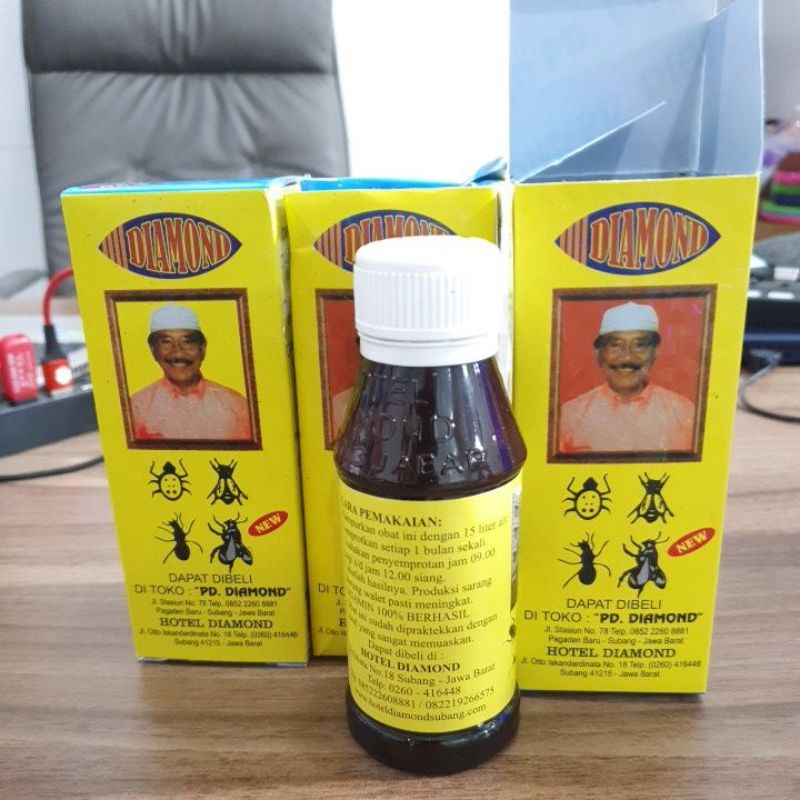 DIAMOND
NEW
DAPAT DIBELI
DI TOKO : "PD. DIAMOND"
Jl. Stasiun No. 78 Telp. 0852 2260 8881
Pagaden Baru - Subang - Jawa Barat
HOTEL DIAMOND
Jl. Otto Iskandardinata No. 18 Telp. (0260) 416448
Subang 41215 - Jawa Barat
CARA PEMAKAIAN:
obat ini dengan 15 liter air
setiap 1 bulan sekali.
penyemprotan jam 09.00
s/d jam 12.00 siang.
hasilnya. Produksi sarang
walet pasti meningkat.
100% BERHASIL
ini sudah dipraktekkan dengan
yang sangat memuaskan.
Dapat dibeli di :
HOTEL DIAMOND
No.18 Subang - Jawa Barat
Telp: 0260 - 416448
085222608881 / 082219266575
www.hoteldiamondsubang.com
DIAMOND
DIAMOND
NEW
DAPAT DIBELI
DI TOKO : "PD. DIAMOND"
Jl. Stasiun No. 78 Telp. 0852 2260 8881
Pagaden Baru - Subang - Jawa Barat
HOTEL DIAMOND
Jl. Otto Iskandardinata No. 18 Telp. (0260) 416448
Subang 41215 - Jawa Barat